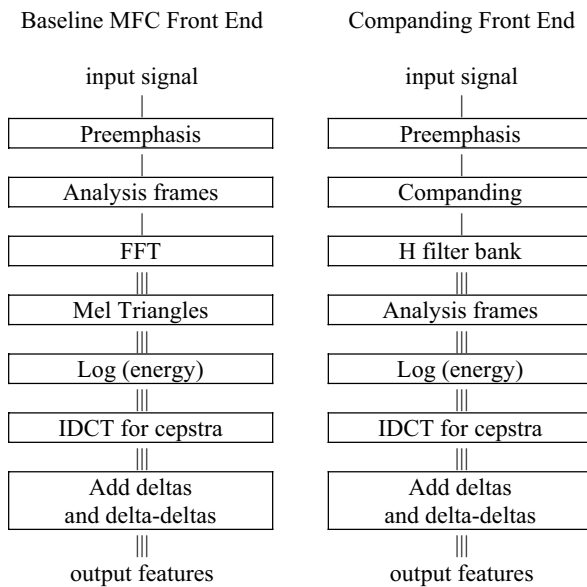 Baseline MFC Front End
input signal
Preemphasis
Analysis frames
FFT
Mel Triangles
Log (energy)
IDCT for cepstra
Add deltas
and delta-deltas
output features
Companding Front End
input signal
Preemphasis
Companding
H filter bank
Analysis frames
Log (energy)
IDCT for cepstra
Add deltas
and delta-deltas
output features